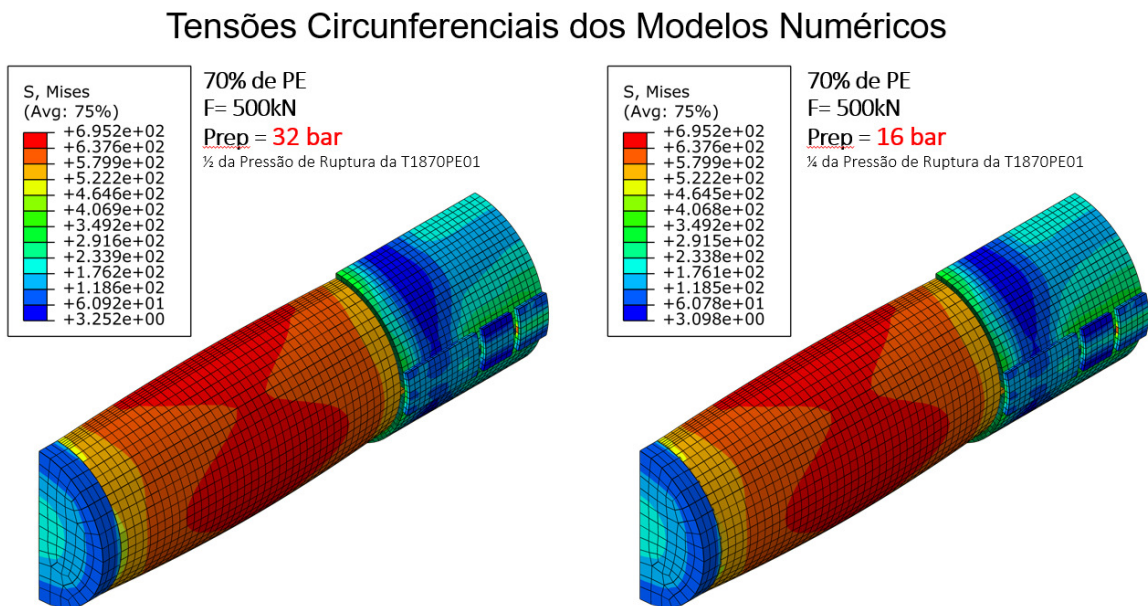 Tensões Circunferenciais dos Modelos Numéricos
S, Mises
(Avg: 75%)
+6.952e+02
+6.376e+02
+5.799e+02
+5.222e+02
+4.646e+02
+4.069e+02
+3.492e+02
+2.916e+02
+2.339e+02
+1.762e+02
+1.186e+02
+6.092e+01
+3.252e+00
70% de PE
F= 500kN
Prep = 32 bar
½ da Pressão de Ruptura da T1870PE01
S, Mises
(Avg: 75%)
+6.952e+02
+6.376e+02
+5.799e+02
+5.222e+02
+4.645e+02
+4.068e+02
+3.492e+02
+2.915e+02
+2.338e+02
+1.761e+02
+1.185e+02
+6.078e+01
+3.098e+00
70% de PE
F= 500kN
Prep = 16 bar
¼ da Pressão de Ruptura da T1870PE01